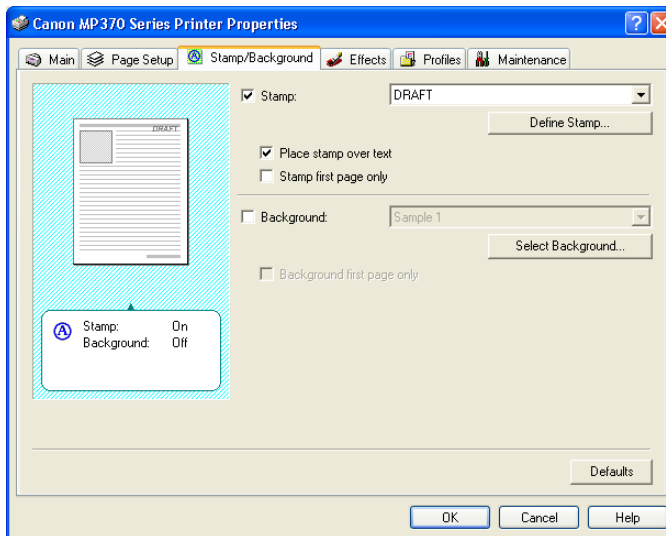 Canon MP370 Series Printer Properties
Main Page Setup Stamp/Background Effects Profiles Maintenance
Stamp: DRAFT
Define Stamp...
DRAFT
Place stamp over text
Stamp first page only
Background: Sample 1
Select Background...
Background first page only
A Stamp: On
Background: Off
Defaults
OK Cancel Help